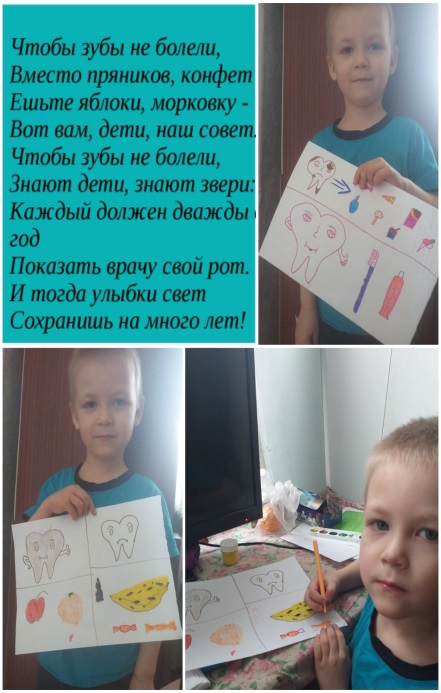 Чтобы зубы не болели,
Вместо пряников, конфет
Ешьте яблоки, морковку -
Вот вам, дети, наш совет.
Чтобы зубы не болели,
Знают дети, знают звери:
Каждый должен дважды
год
Показать врачу свой рот.
И тогда улыбки свет
Сохранишь на много лет!